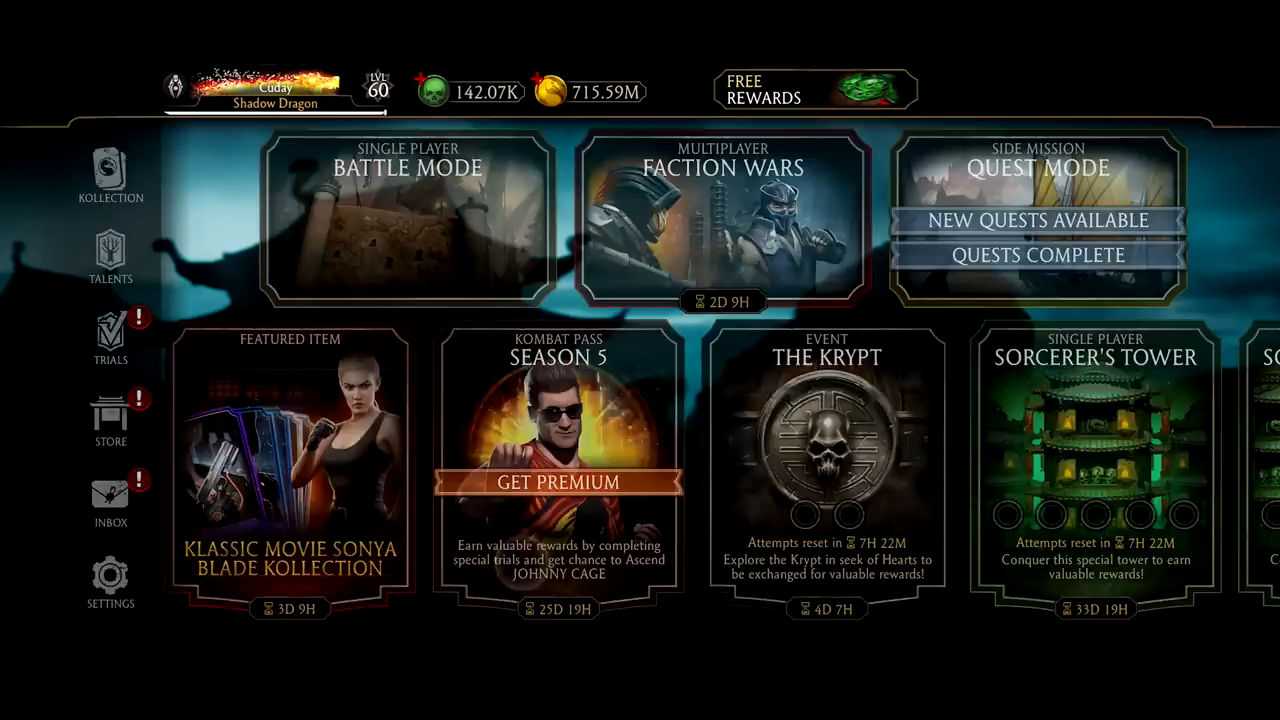 Cuday
Shadow Dragon
LVL
60
142.07K
715.59M
FREE
REWARDS
KOLLECTION
TALENTS
TRIALS
STORE
INBOX
SETTINGS
SINGLE PLAYER
BATTLE MODE
MULTIPLAYER
FACTION WARS
2D 9H
SIDE MISSION
QUEST MODE
NEW QUESTS AVAILABLE
QUESTS COMPLETE
FEATURED ITEM
KLASSIC MOVIE SONYA
BLADE KOLLECTION
3D 9H
KOMBAT PASS
SEASON 5
GET PREMIUM
Earn valuable rewards by completing
special trials and get chance to Ascend
JOHNNY CAGE
25D 19H
EVENT
THE KRYPT
Attempts reset in 7H 22M
Explore the Krypt in seek of Hearts to
be exchanged for valuable rewards!
4D 7H
SINGLE PLAYER
SORCERER'S TOWER
Attempts reset in 7H 22M
Conquer this special tower to earn
valuable rewards!
33D 19H
SO
C